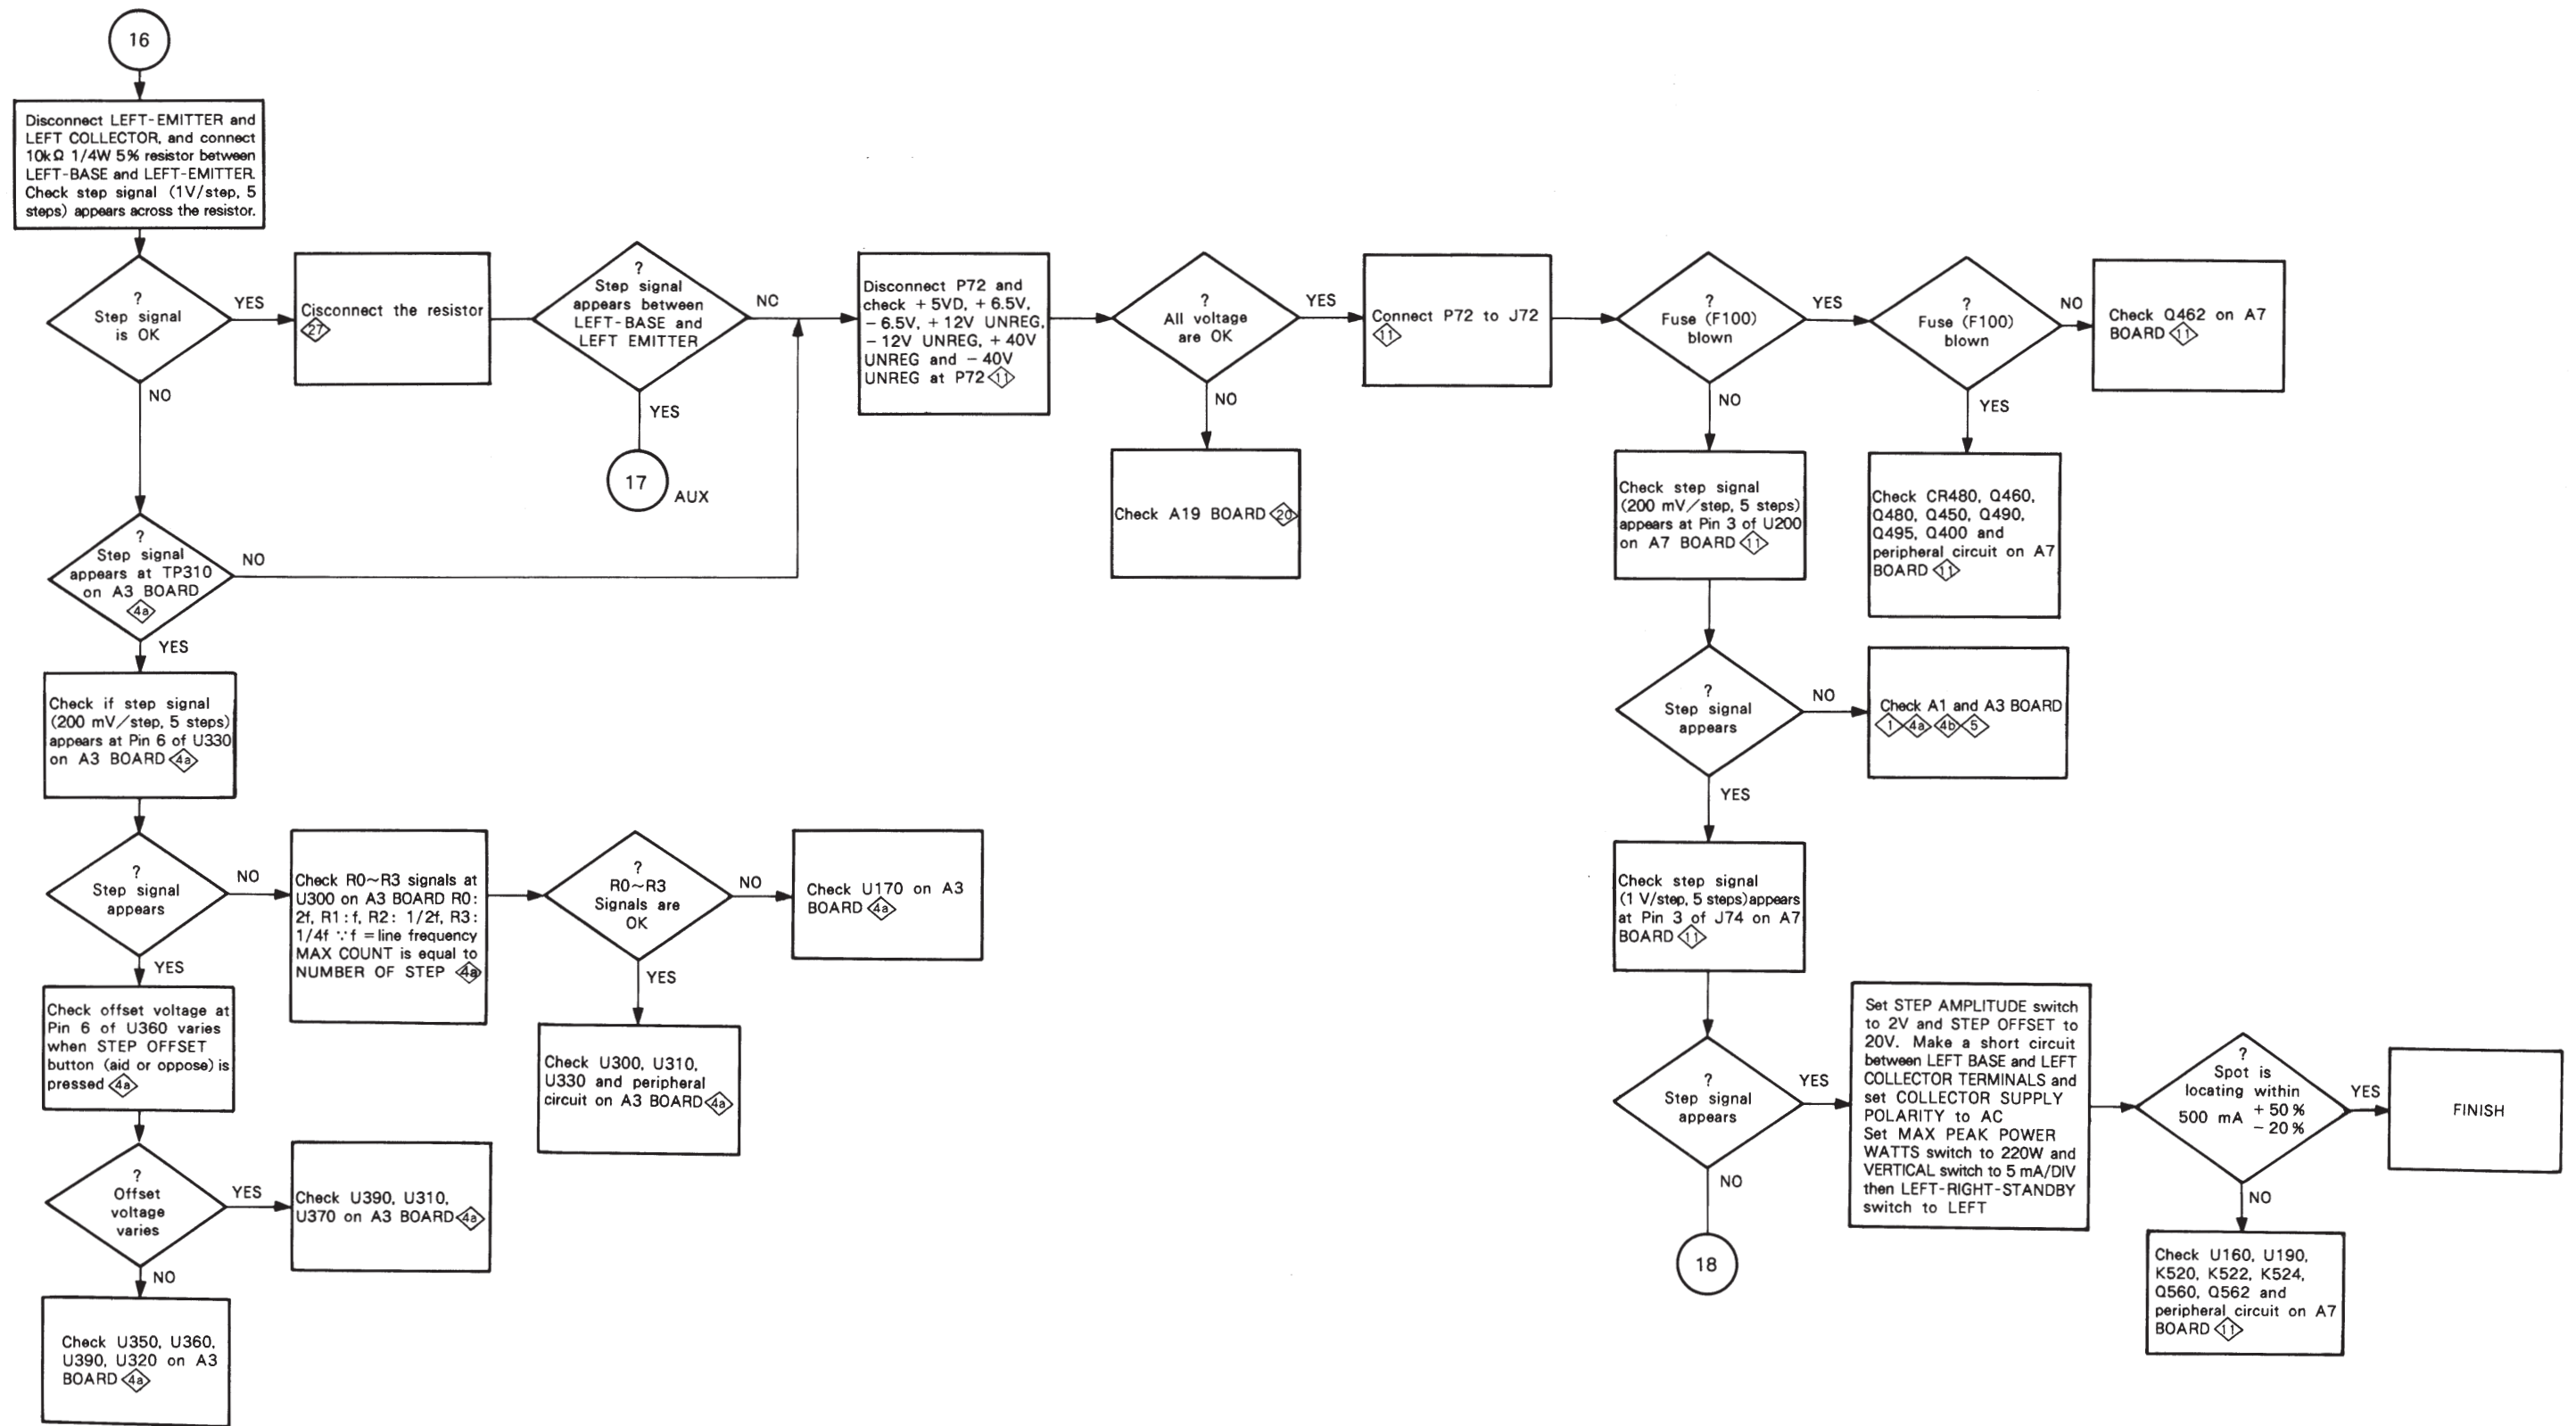 16
Disconnect LEFT-EMITTER and
LEFT COLLECTOR, and connect
10kΩ 1/4W 5% resistor between
LEFT-BASE and LEFT-EMITTER.
Check step signal (1V/step, 5
steps) appears across the resistor.
?
Step signal
is OK
YES
NO
Cisconnect the resistor
27
?
Step signal
appears between
LEFT-BASE and
LEFT EMITTER
NC
YES
17
AUX
Disconnect P72 and
check +5VD, +6.5V,
-6.5V, +12V UNREG,
-12V UNREG, +40V
UNREG and -40V
UNREG at P72 11
?
All voltage
are OK
YES
NO
Check A19 BOARD 20
Connect P72 to J72
11
?
Fuse (F100)
blown
YES
NO
?
Fuse (F100)
blown
NO
YES
Check Q462 on A7
BOARD 11
Check CR480, Q460,
Q480, Q450, Q490,
Q495, Q400 and
peripheral circuit on A7
BOARD 11
Check step signal
(200 mV/step, 5 steps)
appears at Pin 3 of U200
on A7 BOARD 11
?
Step signal
appears
NO
YES
Check A1 and A3 BOARD
1 4a 4b 5
Check step signal
(1 V/step, 5 steps)appears
at Pin 3 of J74 on A7
BOARD 11
?
Step signal
appears
YES
NO
18
Set STEP AMPLITUDE switch
to 2V and STEP OFFSET to
20V. Make a short circuit
between LEFT BASE and LEFT
COLLECTOR TERMINALS and
set COLLECTOR SUPPLY
POLARITY to AC
Set MAX PEAK POWER
WATTS switch to 220W and
VERTICAL switch to 5 mA/DIV
then LEFT-RIGHT-STANDBY
switch to LEFT
?
Spot is
locating within
500 mA +50%
-20%
YES
NO
FINISH
Check U160, U190,
K520, K522, K524,
Q560, Q562 and
peripheral circuit on A7
BOARD 11
?
Step signal
appears at TP310
on A3 BOARD
4a
NO
YES
Check if step signal
(200 mV/step, 5 steps)
appears at Pin 6 of U330
on A3 BOARD 4a
?
Step signal
appears
NO
YES
Check R0~R3 signals at
U300 on A3 BOARD R0:
2f, R1:f, R2: 1/2f, R3:
1/4f ∵f =line frequency
MAX COUNT is equal to
NUMBER OF STEP 4a
?
R0~R3
Signals are
OK
NO
YES
Check U170 on A3
BOARD 4a
Check U300, U310,
U330 and peripheral
circuit on A3 BOARD 4a
Check offset voltage at
Pin 6 of U360 varies
when STEP OFFSET
button (aid or oppose) is
pressed 4a
?
Offset
voltage
varies
YES
NO
Check U390, U310,
U370 on A3 BOARD 4a
Check U350, U360,
U390, U320 on A3
BOARD 4a